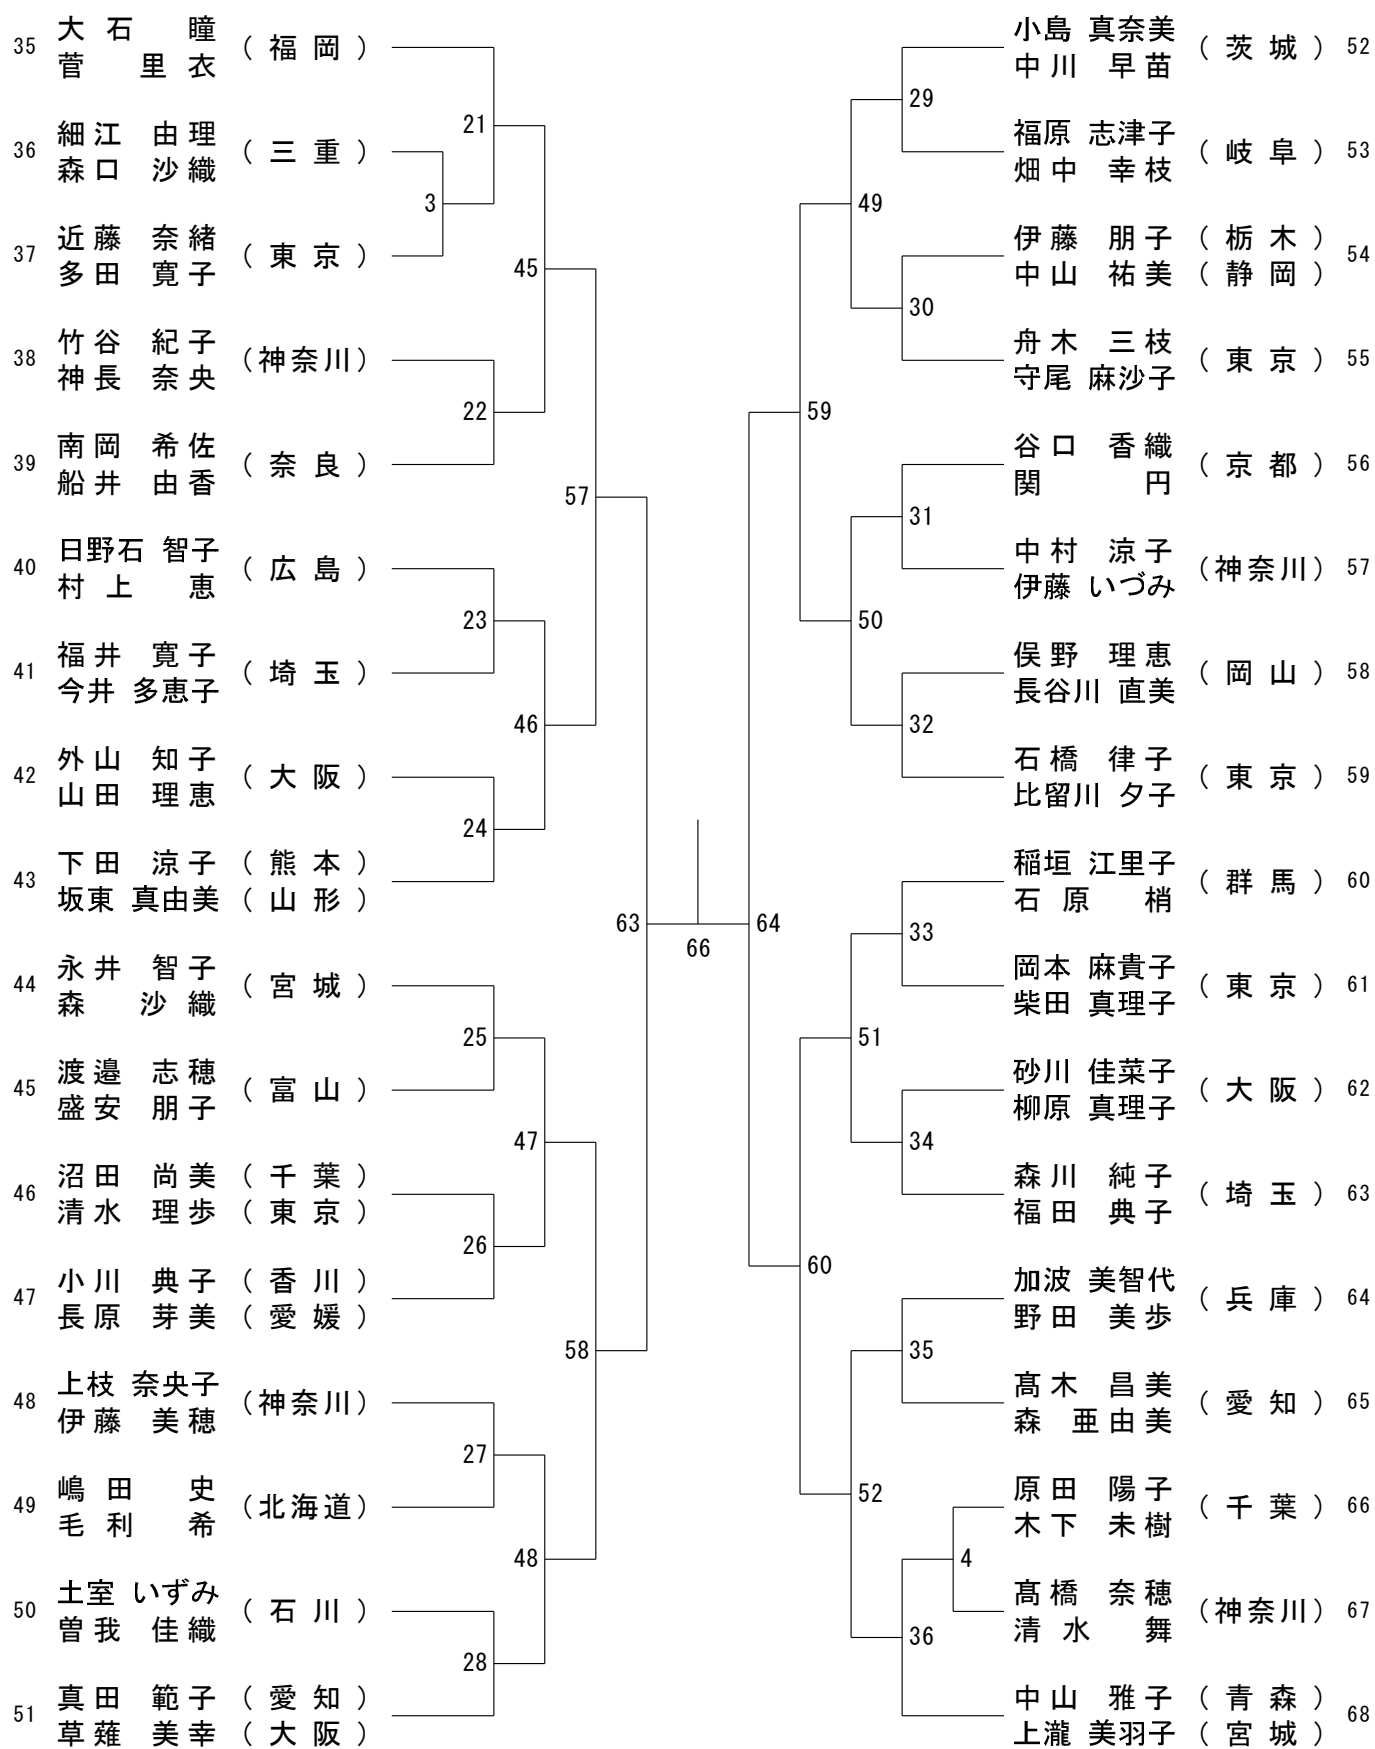 35 大石 瞳 (福岡)
菅 里衣
21
36 細江 由理 (三重)
森口 沙織
3
37 近藤 奈緒 (東京)
多田 寛子
45
38 竹谷 紀子 (神奈川)
神長 奈央
22
39 南岡 希佐 (奈良)
船井 由香
57
40 日野石 智子 (広島)
村上 恵
23
41 福井 寛子 (埼玉)
今井 多恵子
46
42 外山 知子 (大阪)
山田 理恵
24
43 下田 涼子 (熊本)
坂東 真由美 (山形)
63
44 永井 智子 (宮城)
森 沙織
25
45 渡邉 志穂 (富山)
盛安 朋子
47
46 沼田 尚美 (千葉)
清水 理歩 (東京)
26
47 小川 典子 (香川)
長原 芽美 (愛媛)
58
48 上枝 奈央子 (神奈川)
伊藤 美穂
27
49 嶋田 史 (北海道)
毛利 希
48
50 土室 いずみ (石川)
曽我 佳織
28
51 真田 範子 (愛知)
草薙 美幸 (大阪)
66
小島 真奈美 (茨城) 52
中川 早苗
29
福原 志津子 (岐阜) 53
畑中 幸枝
49
伊藤 朋子 (栃木) 54
中山 祐美 (静岡)
30
舟木 三枝 (東京) 55
守尾 麻沙子
59
谷口 香織 (京都) 56
関 円
31
中村 涼子 (神奈川) 57
伊藤 いづみ
50
俣野 理恵 (岡山) 58
長谷川 直美
32
石橋 律子 (東京) 59
比留川 夕子
64
稲垣 江里子 (群馬) 60
石原 梢
33
岡本 麻貴子 (東京) 61
柴田 真理子
51
砂川 佳菜子 (大阪) 62
柳原 真理子
34
森川 純子 (埼玉) 63
福田 典子
60
加波 美智代 (兵庫) 64
野田 美歩
35
髙木 昌美 (愛知) 65
森 亜由美
52
原田 陽子 (千葉) 66
木下 未樹
4
髙橋 奈穂 (神奈川) 67
清水 舞
36
中山 雅子 (青森) 68
上瀧 美羽子 (宮城)